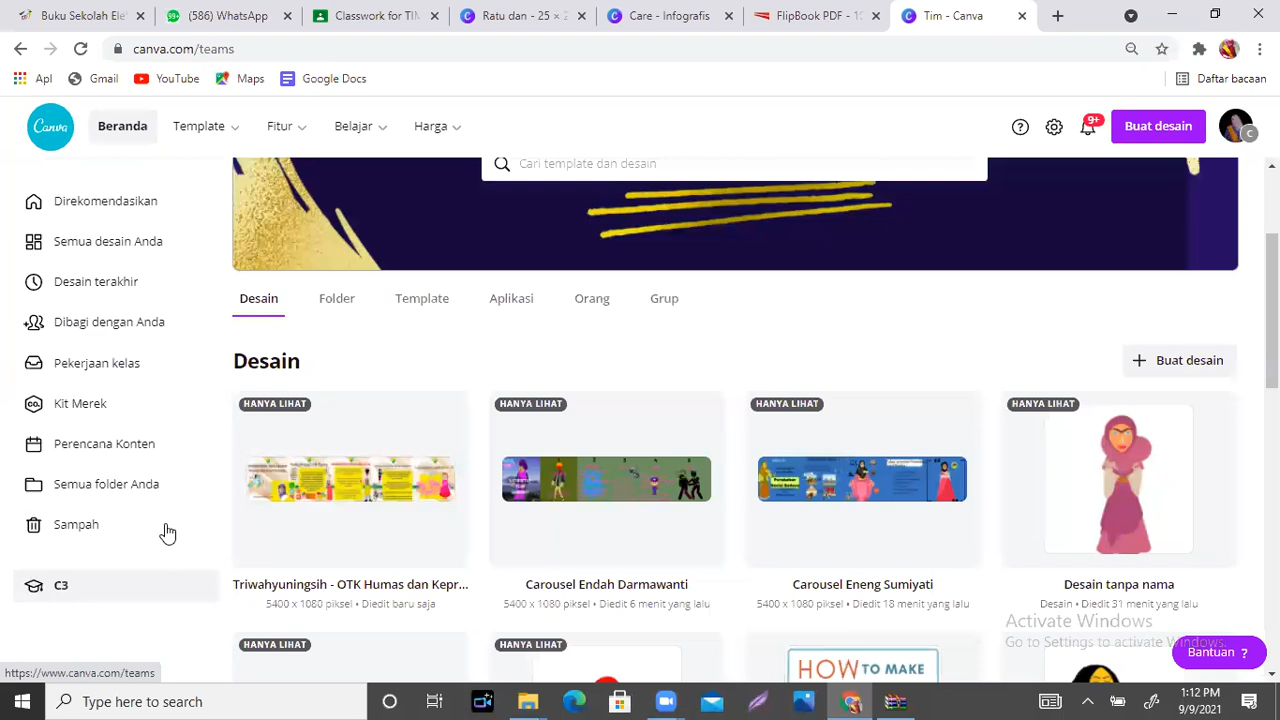 Buku Sekolah Ele
(58) WhatsApp
Classwork for TIN
Ratu dan - 25 × 2
Care - Infografis
FlipBook PDF - 10
Tim - Canva
canva.com/teams
Apl
Gmail
YouTube
Maps
Google Docs
Daftar bacaan
Canva
Beranda
Template
Fitur
Belajar
Harga
9+
Buat desain
C
Cari template dan desain
Direkomendasikan
Semua desain Anda
Desain terakhir
Dibagi dengan Anda
Pekerjaan kelas
Kit Merek
Perencana Konten
Semua folder Anda
Sampah
C3
Desain
Folder
Template
Aplikasi
Orang
Grup
Desain
Buat desain
HANYA LIHAT
HANYA LIHAT
HANYA LIHAT
HANYA LIHAT
Triwahyuningsih - OTK Humas dan Kepr...
5400 x 1080 piksel • Diedit baru saja
Carousel Endah Darmawanti
5400 x 1080 piksel • Diedit 6 menit yang lalu
Carousel Eneng Sumiyati
5400 x 1080 piksel • Diedit 18 menit yang lalu
Desain tanpa nama
Desain • Diedit 31 menit yang lalu
HANYA LIHAT
HANYA LIHAT
HOW TO MAKE
HANYA LIHAT
Activate Windows
Go to Settings to activate Windows.
Bantuan ?
https://www.canva.com/teams
Type here to search
1:12 PM
9/9/2021